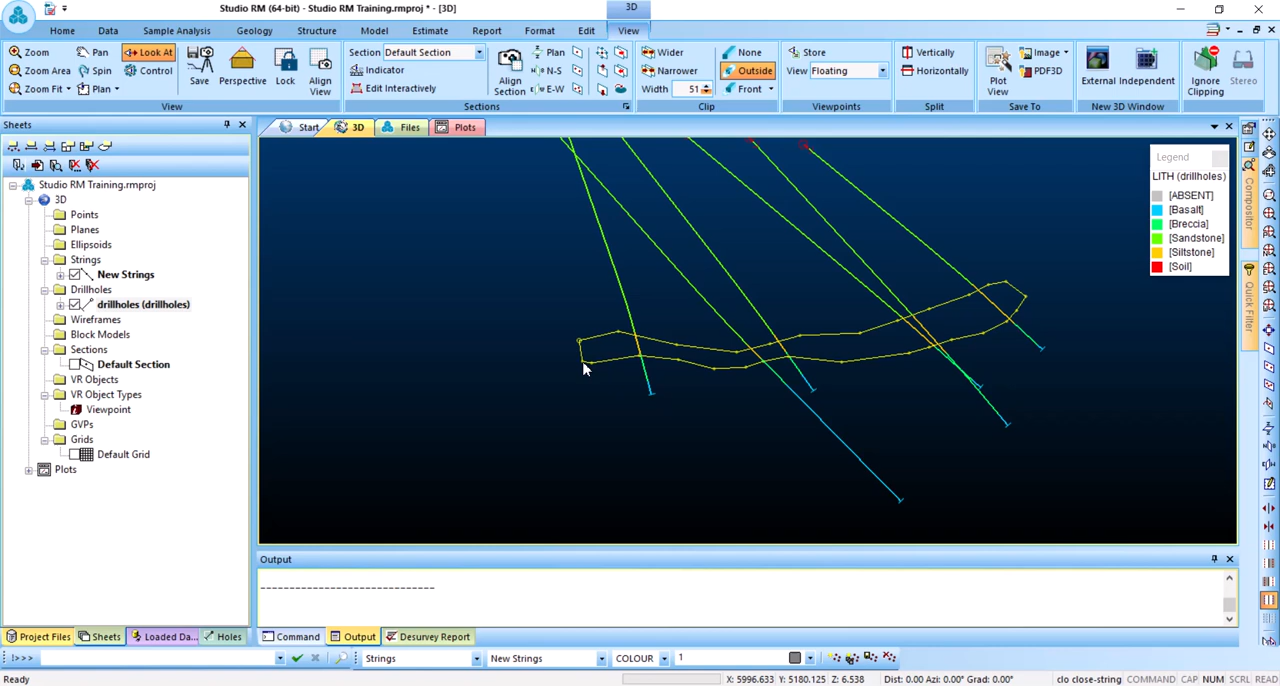 Studio RM (64-bit) - Studio RM Training.rmproj * - [3D]
3D
Home Data Sample Analysis Geology Structure Model Estimate Report Format Edit View
Zoom Pan Look At
Zoom Area Spin Control
Zoom Fit Plan
Save Perspective Lock Align View
View
Section Default Section
Indicator
Edit Interactively
Align Section
Plan
N-S
E-W
Sections
Wider None
Narrower Outside
Width 51 Front
Clip
Store
View Floating
Viewpoints
Vertically
Horizontally
Split
Plot View
Image
PDF3D
Save To
External Independent
New 3D Window
Ignore Clipping Stereo
Sheets
Start 3D Files Plots
Studio RM Training.rmproj
3D
Points
Planes
Ellipsoids
Strings
New Strings
Drillholes
drillholes (drillholes)
Wireframes
Block Models
Sections
Default Section
VR Objects
VR Object Types
Viewpoint
GVPs
Grids
Default Grid
Plots
Legend
LITH (drillholes)
[ABSENT]
[Basalt]
[Breccia]
[Sandstone]
[Siltstone]
[Soil]
Compositor
Quick Filter
Output
-----------------------------
Project Files Sheets Loaded Da... Holes
Command Output Desurvey Report
!>>> Strings New Strings COLOUR 1
Ready
X: 5996.633 Y: 5180.125 Z: 6.538 Dist: 0.00 Azi: 0.00° Grad: 0.00° clo close-string COMMAND CAP NUM SCRL READ